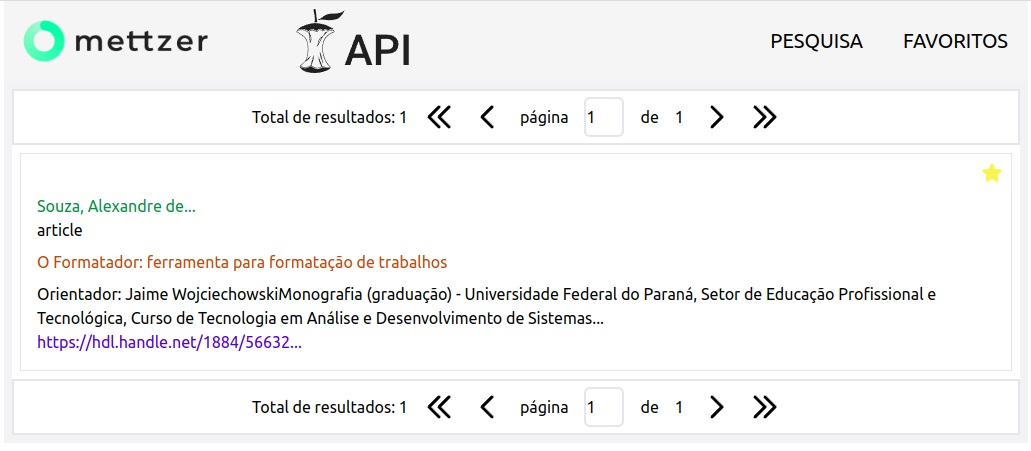 mettzer API PESQUISA FAVORITOS
Total de resultados: 1 página 1 de 1
Souza, Alexandre de...
article
O Formatador: ferramenta para formatação de trabalhos
Orientador: Jaime WojciechowskiMonografia (graduação) - Universidade Federal do Paraná, Setor de Educação Profissional e
Tecnológica, Curso de Tecnologia em Análise e Desenvolvimento de Sistemas...
https://hdl.handle.net/1884/56632...
Total de resultados: 1 página 1 de 1